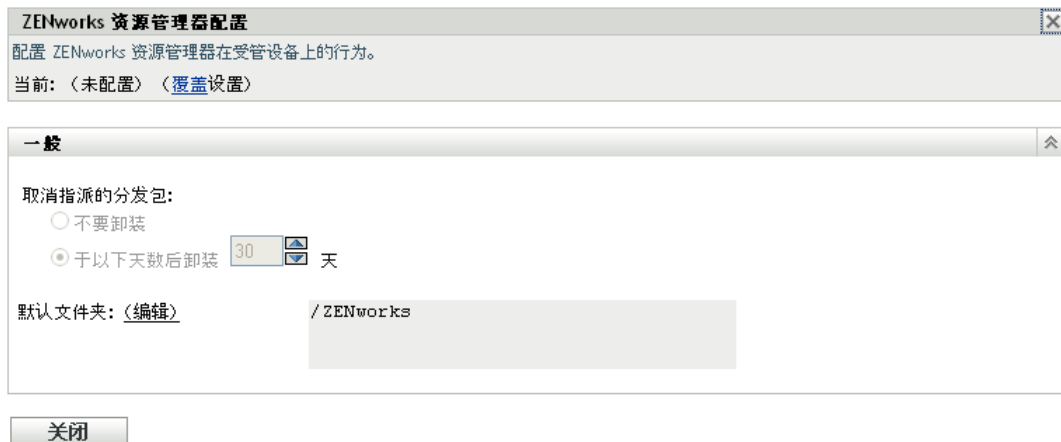 ZENworks 资源管理器配置
配置 ZENworks 资源管理器在受管设备上的行为。
当前: （未配置） （覆盖设置）
一般
取消指派的分发包:
不要卸装
于以下天数后卸装 30 天
默认文件夹: （编辑） /ZENworks
关闭